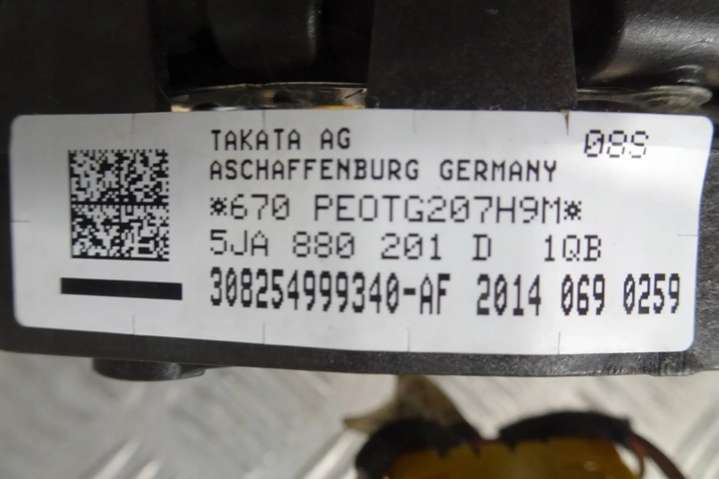 TAKATA AG 08S
ASCHAFFENBURG GERMANY
*670 PEOTG207H9M*
5JA 880 201 D 1QB
308254999340-AF 2014 069 0259